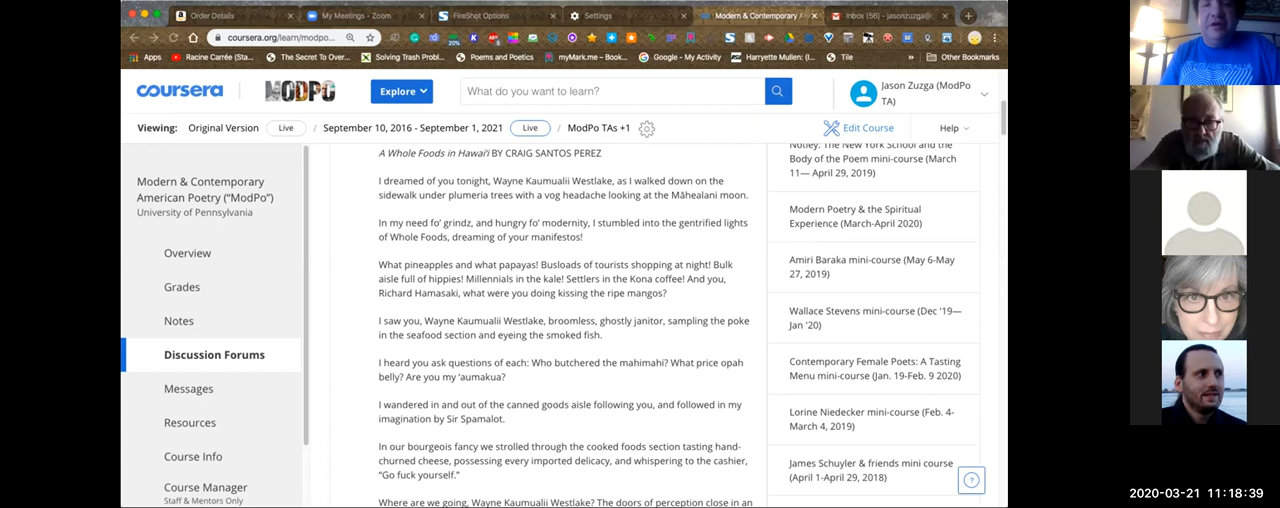 Order Details
My Meetings - Zoom
FireShot Options
Settings
Modern & Contemporary A
Inbox (56) - jasonzuzga@
coursera.org/learn/modpo...
Apps
Racine Carrée (Sta...
The Secret To Over...
Solving Trash Probl...
Poems and Poetics
myMark.me – Book...
Google - My Activity
Harryette Mullen: (I...
Tile
»
Other Bookmarks
coursera
MODPO
Explore
What do you want to learn?
Jason Zuzga (ModPo
TA)
Viewing:
Original Version
Live
/
September 10, 2016 - September 1, 2021
Live
/
ModPo TAs +1
Edit Course
Help
Modern & Contemporary
American Poetry (“ModPo”)
University of Pennsylvania
Overview
Grades
Notes
Discussion Forums
Messages
Resources
Course Info
Course Manager
Staff & Mentors Only
A Whole Foods in Hawai‘i BY CRAIG SANTOS PEREZ
I dreamed of you tonight, Wayne Kaumualii Westlake, as I walked down on the
sidewalk under plumeria trees with a vog headache looking at the Māhealani moon.
In my need fo’ grindz, and hungry fo’ modernity, I stumbled into the gentrified lights
of Whole Foods, dreaming of your manifestos!
What pineapples and what papayas! Busloads of tourists shopping at night! Bulk
aisle full of hippies! Millennials in the kale! Settlers in the Kona coffee! And you,
Richard Hamasaki, what were you doing kissing the ripe mangos?
I saw you, Wayne Kaumualii Westlake, broomless, ghostly janitor, sampling the poke
in the seafood section and eyeing the smoked fish.
I heard you ask questions of each: Who butchered the mahimahi? What price opah
belly? Are you my ‘aumakua?
I wandered in and out of the canned goods aisle following you, and followed in my
imagination by Sir Spamalot.
In our bourgeois fancy we strolled through the cooked foods section tasting hand-
churned cheese, possessing every imported delicacy, and whispering to the cashier,
“Go fuck yourself.”
Where are we going, Wayne Kaumualii Westlake? The doors of perception close in an
Notley: The New York School and the
Body of the Poem mini-course (March
11— April 29, 2019)
Modern Poetry & the Spiritual
Experience (March-April 2020)
Amiri Baraka mini-course (May 6-May
27, 2019)
Wallace Stevens mini-course (Dec '19—
Jan '20)
Contemporary Female Poets: A Tasting
Menu mini-course (Jan. 19-Feb. 9 2020)
Lorine Niedecker mini-course (Feb. 4-
March 4, 2019)
James Schuyler & friends mini course
(April 1-April 29, 2018)
2020-03-21 11:18:39